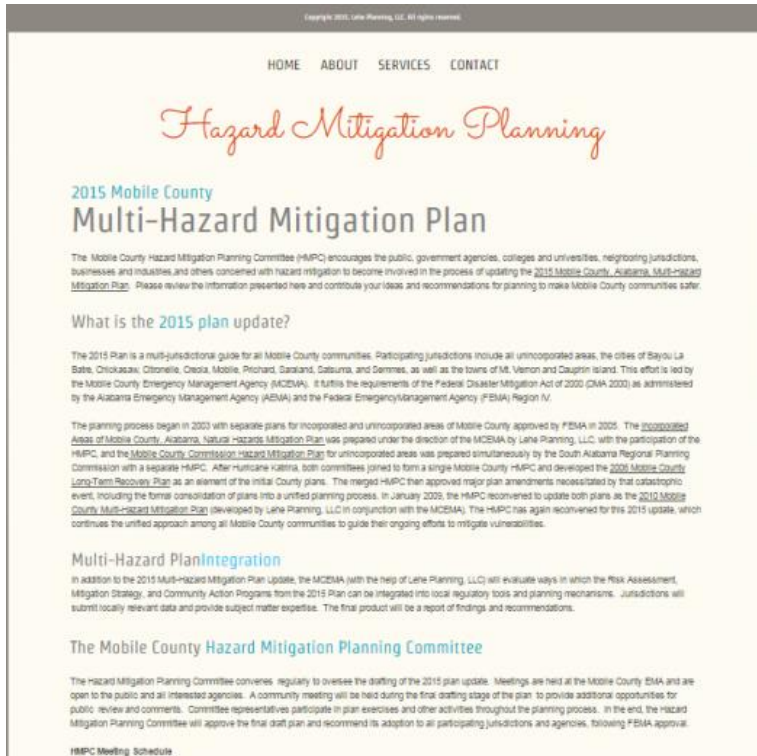 Copyright 2015, Lehe Planning, LLC. All rights reserved.
HOME ABOUT SERVICES CONTACT
Hazard Mitigation Planning
2015 Mobile County
Multi-Hazard Mitigation Plan
The Mobile County Hazard Mitigation Planning Committee (HMPC) encourages the public, government agencies, colleges and universities, neighboring jurisdictions,
businesses and industries,and others concerned with hazard mitigation to become involved in the process of updating the 2015 Mobile County, Alabama, Multi-Hazard
Mitigation Plan. Please review the information presented here and contribute your ideas and recommendations for planning to make Mobile County communities safer.
What is the 2015 plan update?
The 2015 Plan is a multi-jurisdictional guide for all Mobile County communities. Participating jurisdictions include all unincorporated areas, the cities of Bayou La
Batre, Chickasaw, Citronelle, Creola, Mobile, Prichard, Saraland, Satsuma, and Semmes, as well as the towns of Mt. Vernon and Dauphin Island. This effort is led by
the Mobile County Emergency Management Agency (MCEMA). It fulfills the requirements of the Federal Disaster Mitigation Act of 2000 (DMA 2000) as administered
by the Alabama Emergency Management Agency (AEMA) and the Federal EmergencyManagement Agency (FEMA) Region IV.
The planning process began in 2003 with separate plans for incorporated and unincorporated areas of Mobile County approved by FEMA in 2005. The Incorporated
Areas of Mobile County, Alabama, Natural Hazards Mitigation Plan was prepared under the direction of the MCEMA by Lehe Planning, LLC, with the participation of the
HMPC, and the Mobile County Commission Hazard Mitigation Plan for unincorporated areas was prepared simultaneously by the South Alabama Regional Planning
Commission with a separate HMPC. After Hurricane Katrina, both committees joined to form a single Mobile County HMPC and developed the 2006 Mobile County
Long-Term Recovery Plan as an element of the initial County plans. The merged HMPC then approved major plan amendments necessitated by that catastrophic
event, including the formal consolidation of plans into a unified planning process. In January 2009, the HMPC reconvened to update both plans as the 2010 Mobile
County Multi-Hazard Mitigation Plan (developed by Lehe Planning, LLC in conjunction with the MCEMA). The HMPC has again reconvened for this 2015 update, which
continues the unified approach among all Mobile County communities to guide their ongoing efforts to mitigate vulnerabilities.
Multi-Hazard PlanIntegration
In addition to the 2015 Multi-Hazard Mitigation Plan Update, the MCEMA (with the help of Lehe Planning, LLC) will evaluate ways in which the Risk Assessment,
Mitigation Strategy, and Community Action Programs from the 2015 Plan can be integrated into local regulatory tools and planning mechanisms. Jurisdictions will
submit locally relevant data and provide subject matter expertise. The final product will be a report of findings and recommendations.
The Mobile County Hazard Mitigation Planning Committee
The Hazard Mitigation Planning Committee convenes regularly to oversee the drafting of the 2015 plan update. Meetings are held at the Mobile County EMA and are
open to the public and all interested agencies. A community meeting will be held during the final drafting stage of the plan to provide additional opportunities for
public review and comments. Committee representatives participate in plan exercises and other activities throughout the planning process. In the end, the Hazard
Mitigation Planning Committee will approve the final draft plan and recommend its adoption to all participating jurisdictions and agencies, following FEMA approval.
HMPC Meeting Schedule